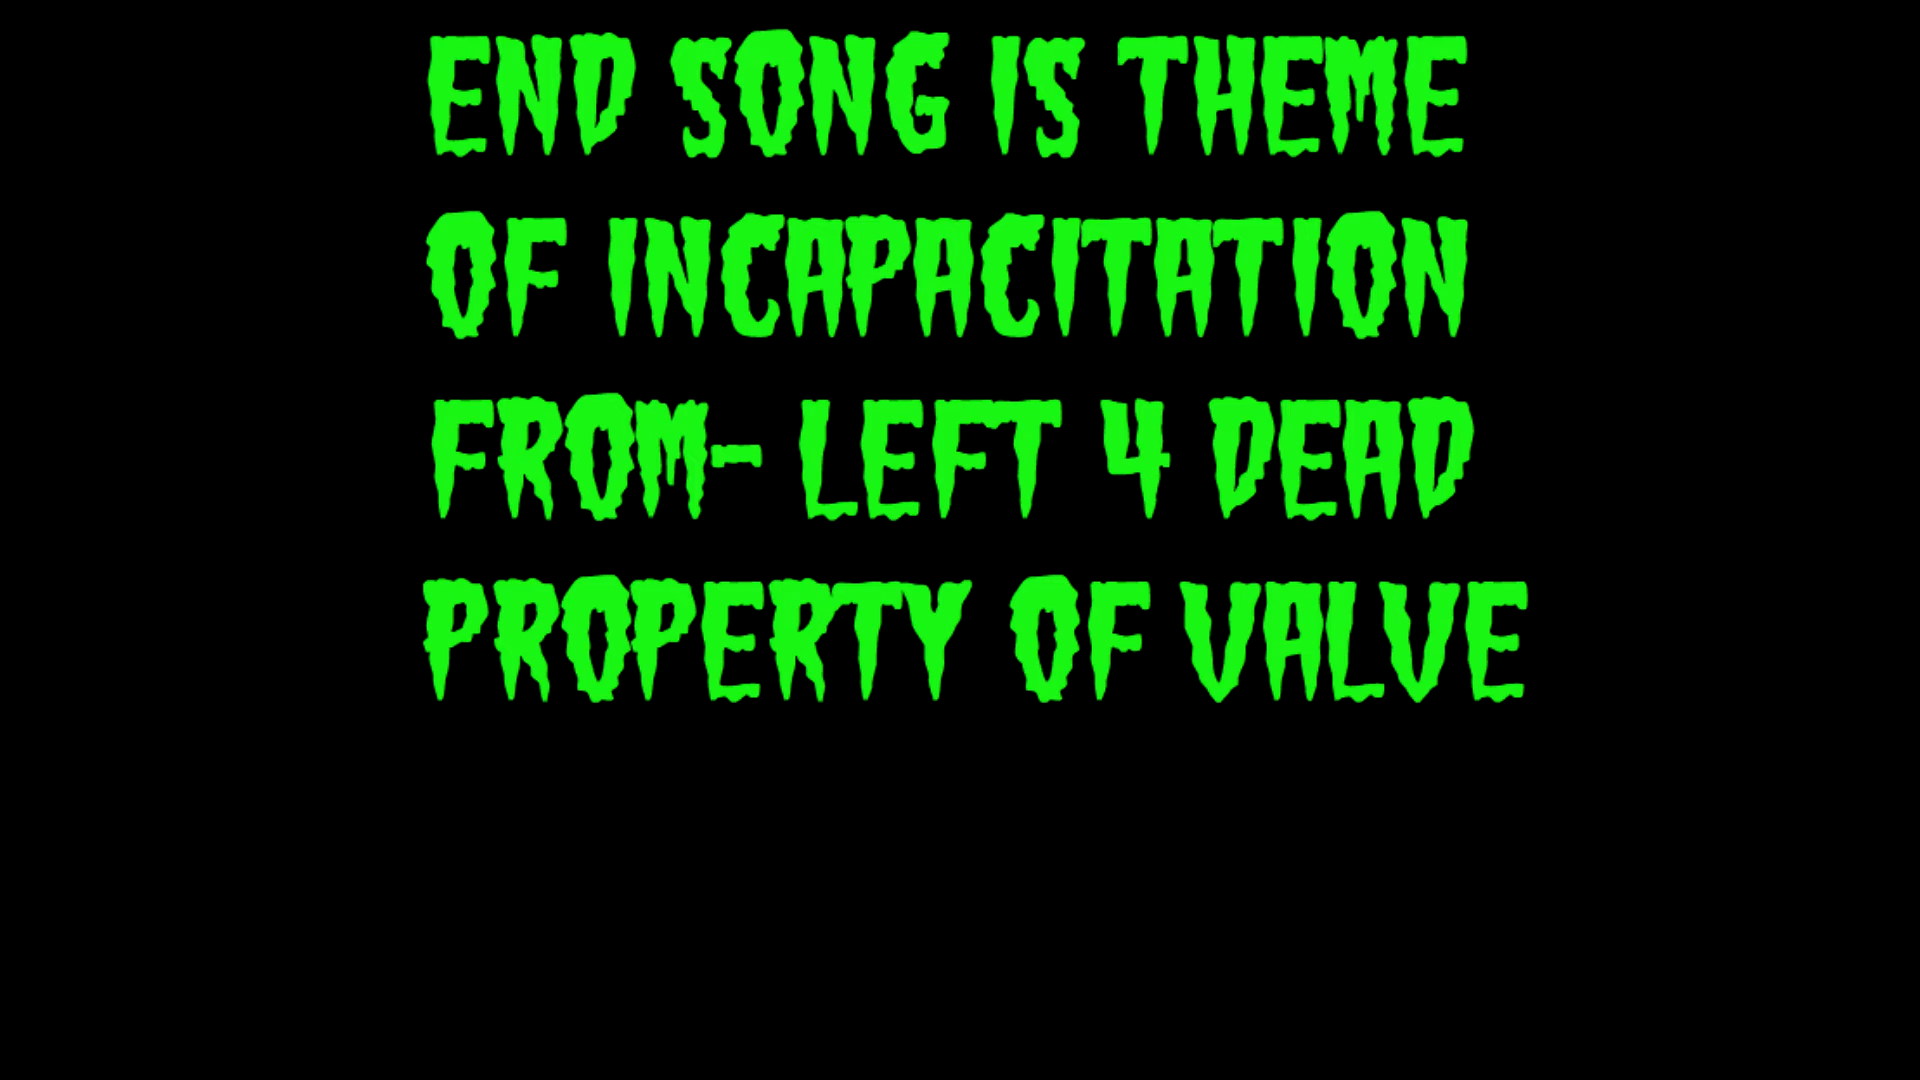 END SONG IS THEME
OF INCAPACITATION
FROM- LEFT 4 DEAD
PROPERTY OF VALVE